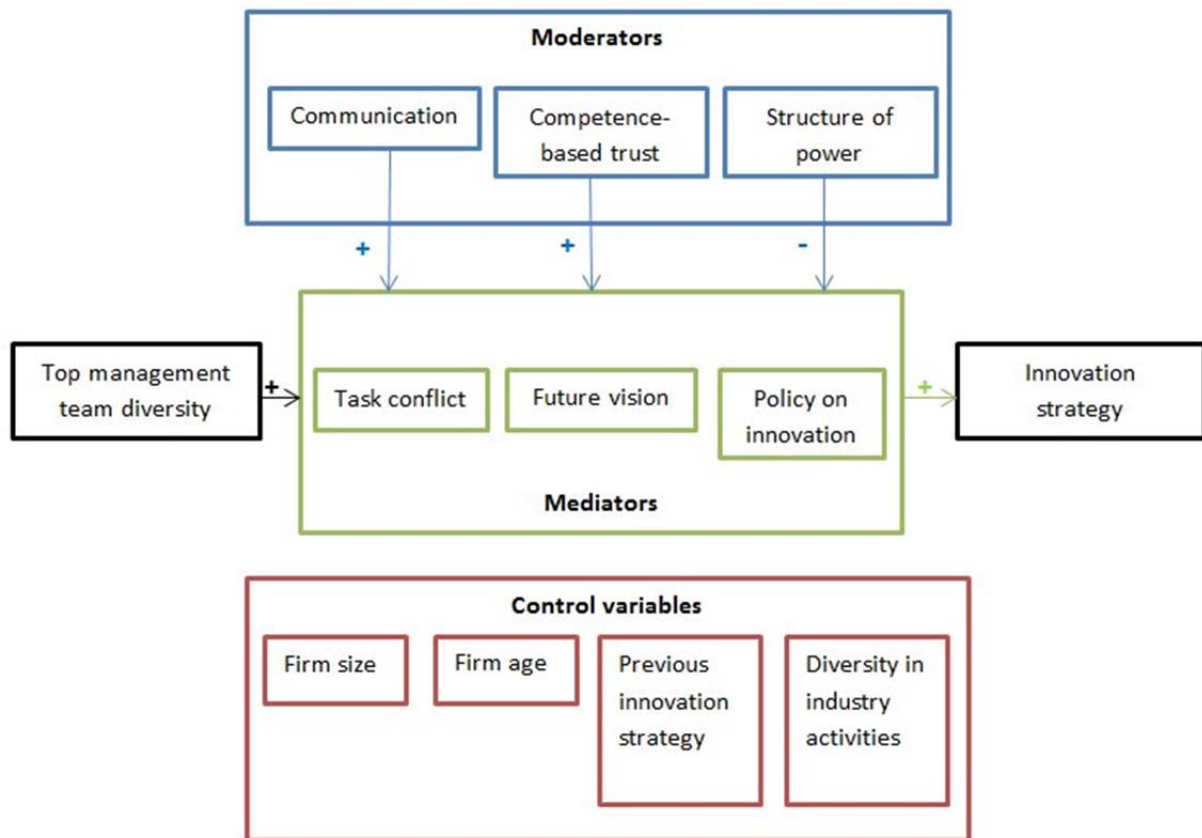 Moderators
Communication
Competence-
based trust
Structure of
power
+
+
-
Top management
team diversity
+
Task conflict
Future vision
Policy on
innovation
Mediators
+
Innovation
strategy
Control variables
Firm size
Firm age
Previous
innovation
strategy
Diversity in
industry
activities